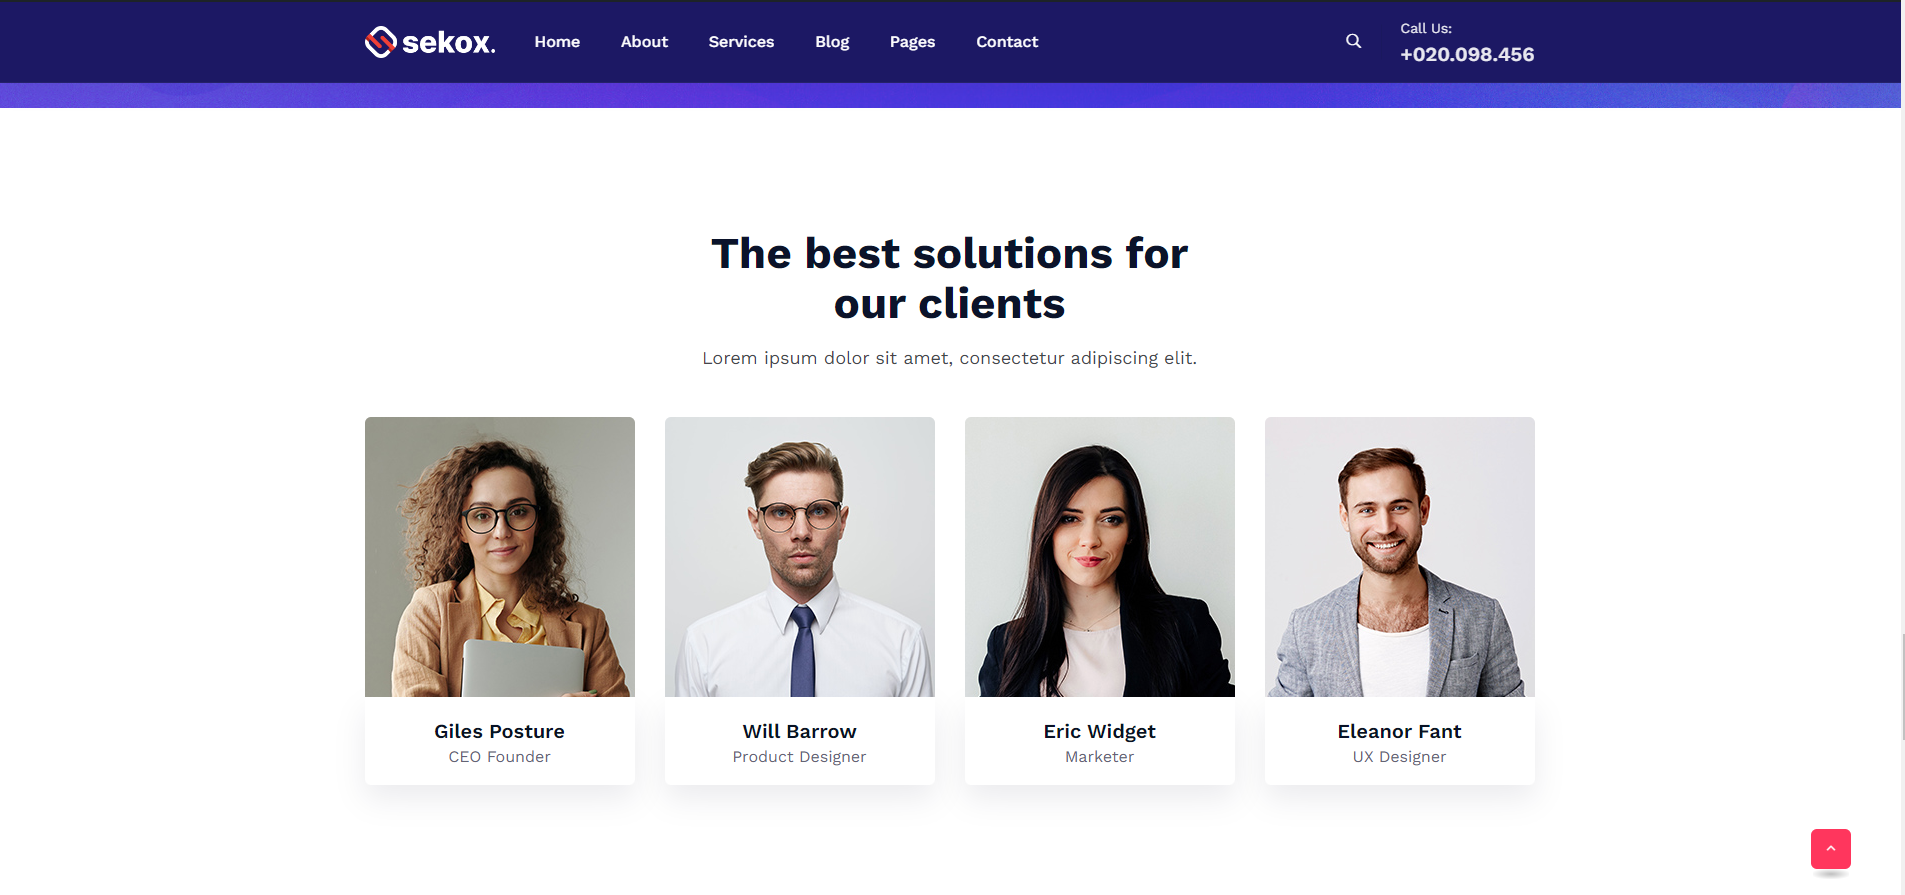 sekox.
Home About Services Blog Pages Contact
Call Us:
+020.098.456
The best solutions for
our clients
Lorem ipsum dolor sit amet, consectetur adipiscing elit.
Giles Posture
CEO Founder
Will Barrow
Product Designer
Eric Widget
Marketer
Eleanor Fant
UX Designer